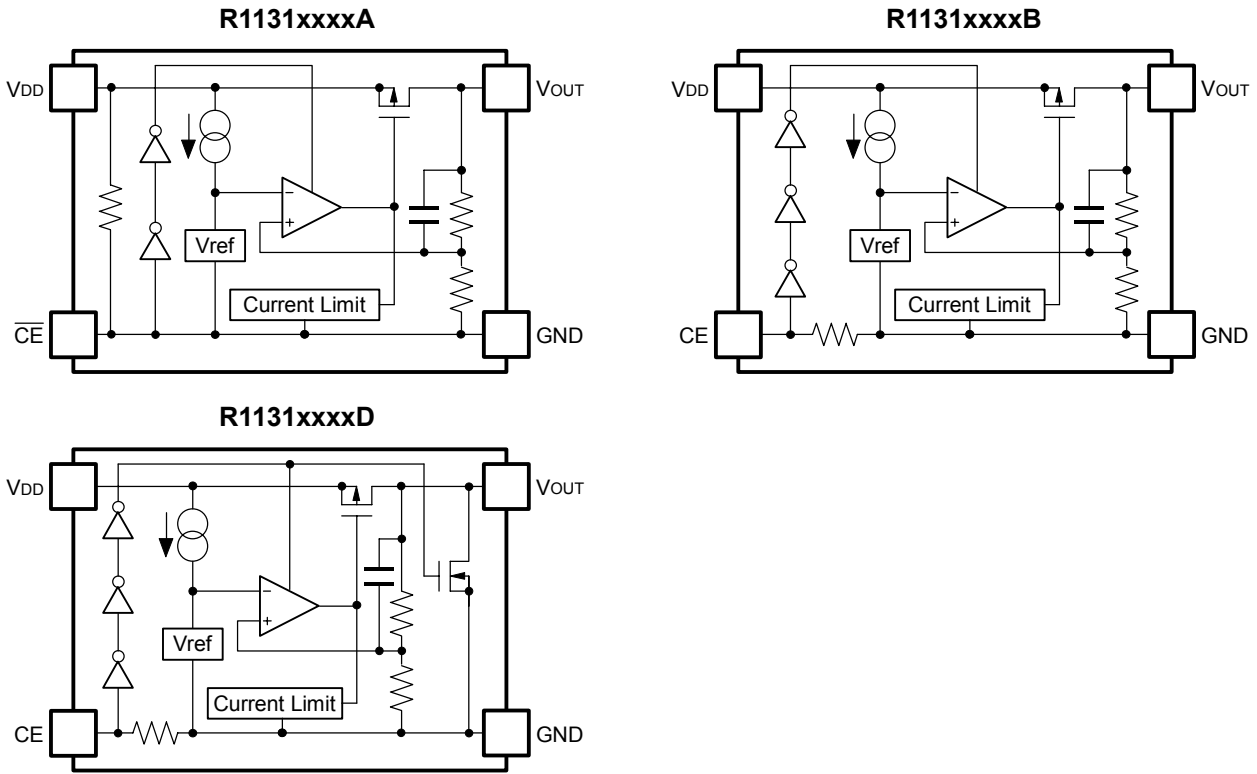 R1131xxxxA
VDD
VOUT
−
+
Vref
Current Limit
C̅E̅
GND
R1131xxxxB
VDD
VOUT
−
+
Vref
Current Limit
CE
GND
R1131xxxxD
VDD
VOUT
−
+
Vref
Current Limit
CE
GND